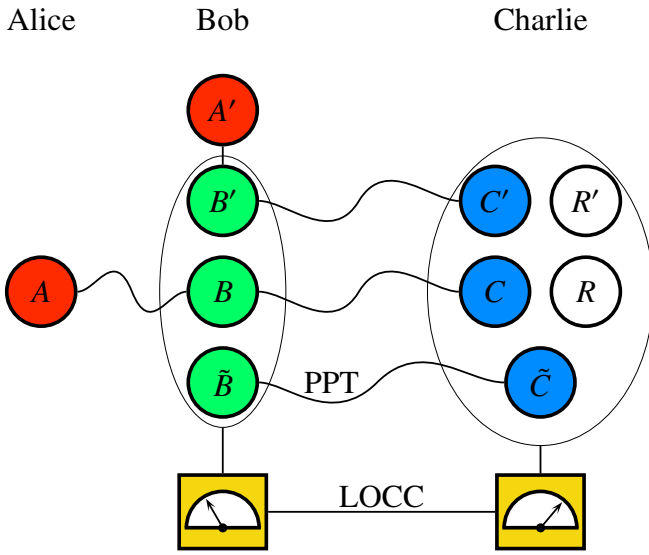 Alice Bob Charlie
A′
B′ C′ R′
A B C R
B̃ PPT C̃
LOCC